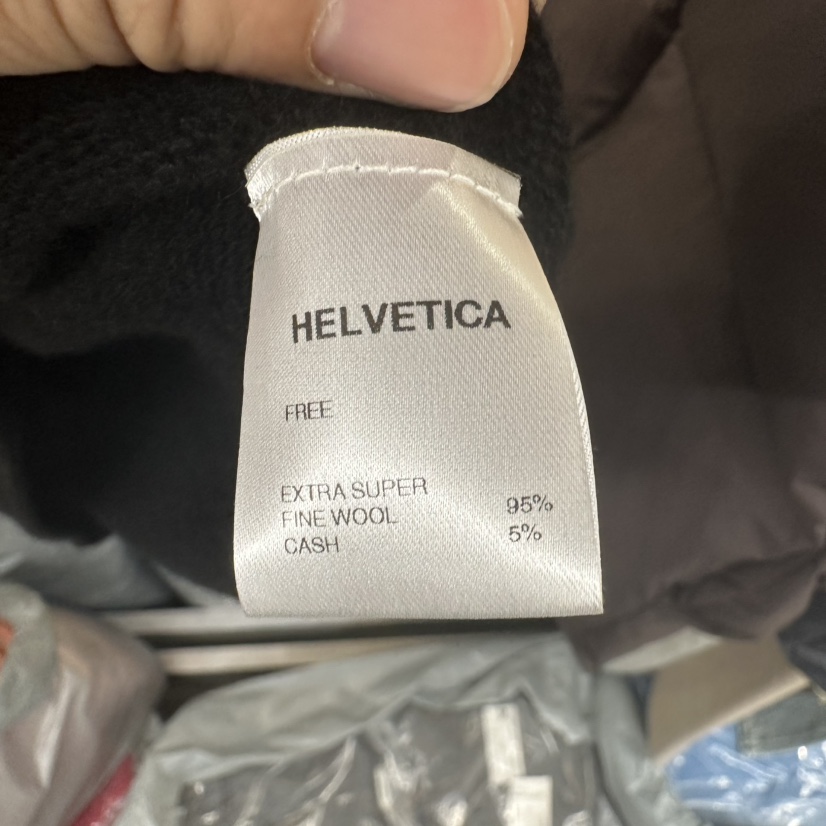 HELVETICA
FREE
EXTRA SUPER
FINE WOOL 95%
CASH 5%